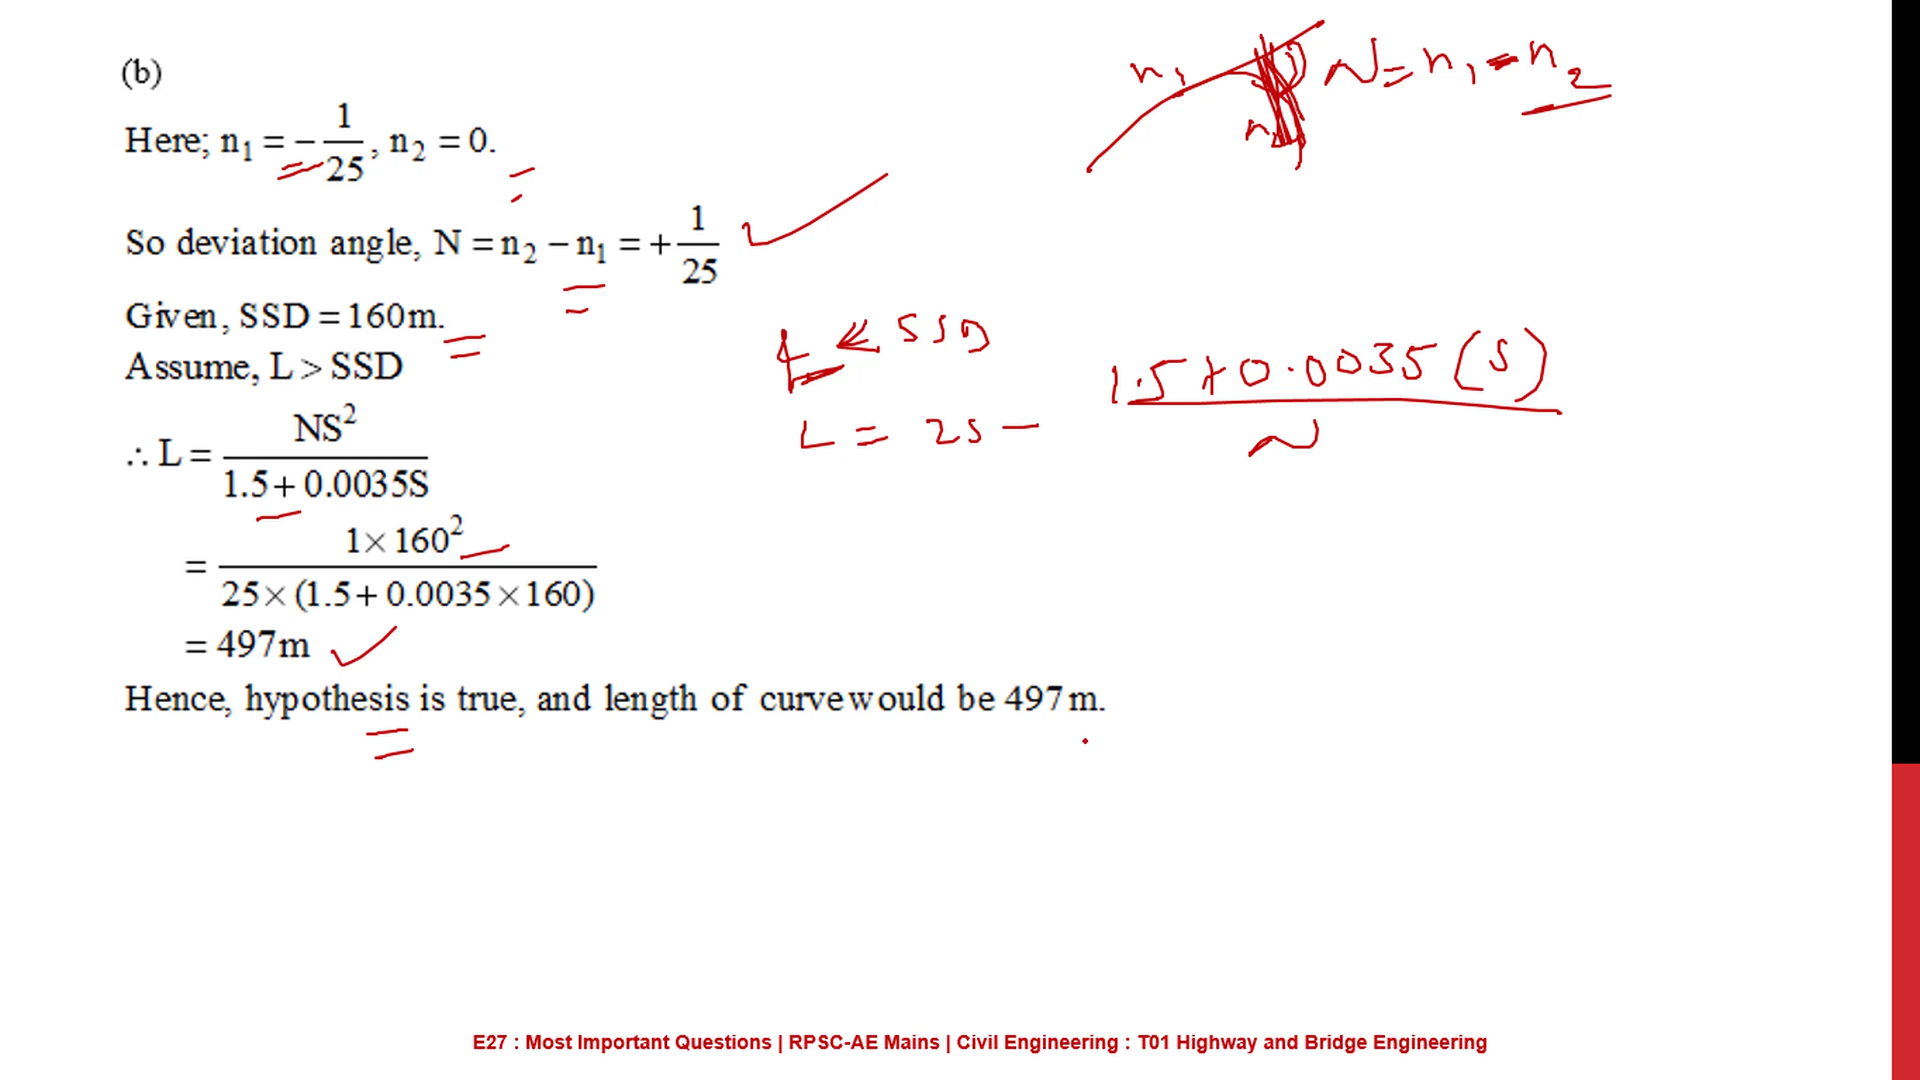 (b)
Here; n₁ = −1/25, n₂ = 0.
So deviation angle, N = n₂ − n₁ = +1/25
Given, SSD = 160m.
Assume, L > SSD
∴ L = NS²/(1.5 + 0.0035S)
= 1 × 160²/(25 × (1.5 + 0.0035 × 160))
= 497m
Hence, hypothesis is true, and length of curve would be 497m.
n₁
N = n₁ - n₂
SSD
L = 2S - (1.5 + 0.0035(S))/N
E27 : Most Important Questions | RPSC-AE Mains | Civil Engineering : T01 Highway and Bridge Engineering